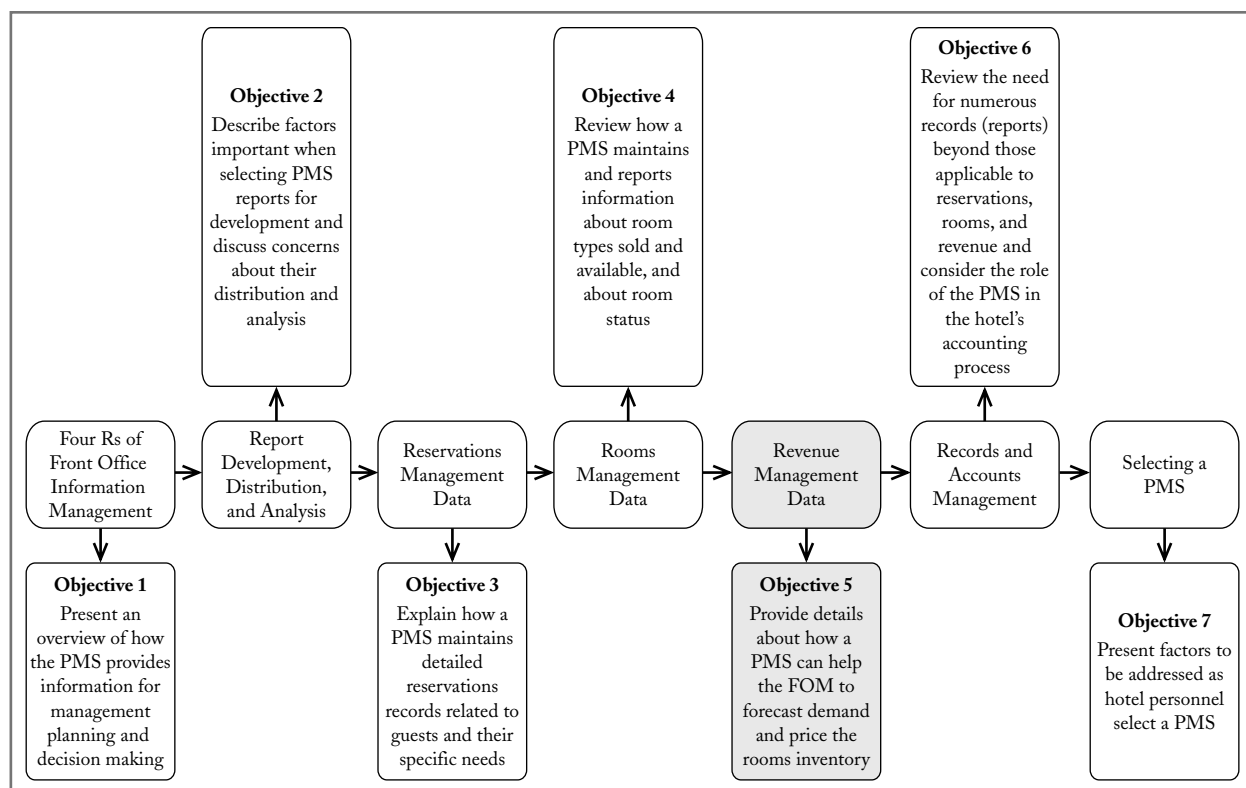 Objective 2
Describe factors
important when
selecting PMS
reports for
development and
discuss concerns
about their
distribution and
analysis
Objective 4
Review how a
PMS maintains
and reports
information
about room
types sold and
available, and
about room
status
Objective 6
Review the need
for numerous
records (reports)
beyond those
applicable to
reservations,
rooms, and
revenue and
consider the role
of the PMS in
the hotel’s
accounting
process
Four Rs of
Front Office
Information
Management
Report
Development,
Distribution,
and Analysis
Reservations
Management
Data
Rooms
Management
Data
Revenue
Management
Data
Records and
Accounts
Management
Selecting a
PMS
Objective 1
Present an
overview of how
the PMS provides
information for
management
planning and
decision making
Objective 3
Explain how a
PMS maintains
detailed
reservations
records related to
guests and their
specific needs
Objective 5
Provide details
about how a
PMS can help
the FOM to
forecast demand
and price the
rooms inventory
Objective 7
Present factors to
be addressed as
hotel personnel
select a PMS